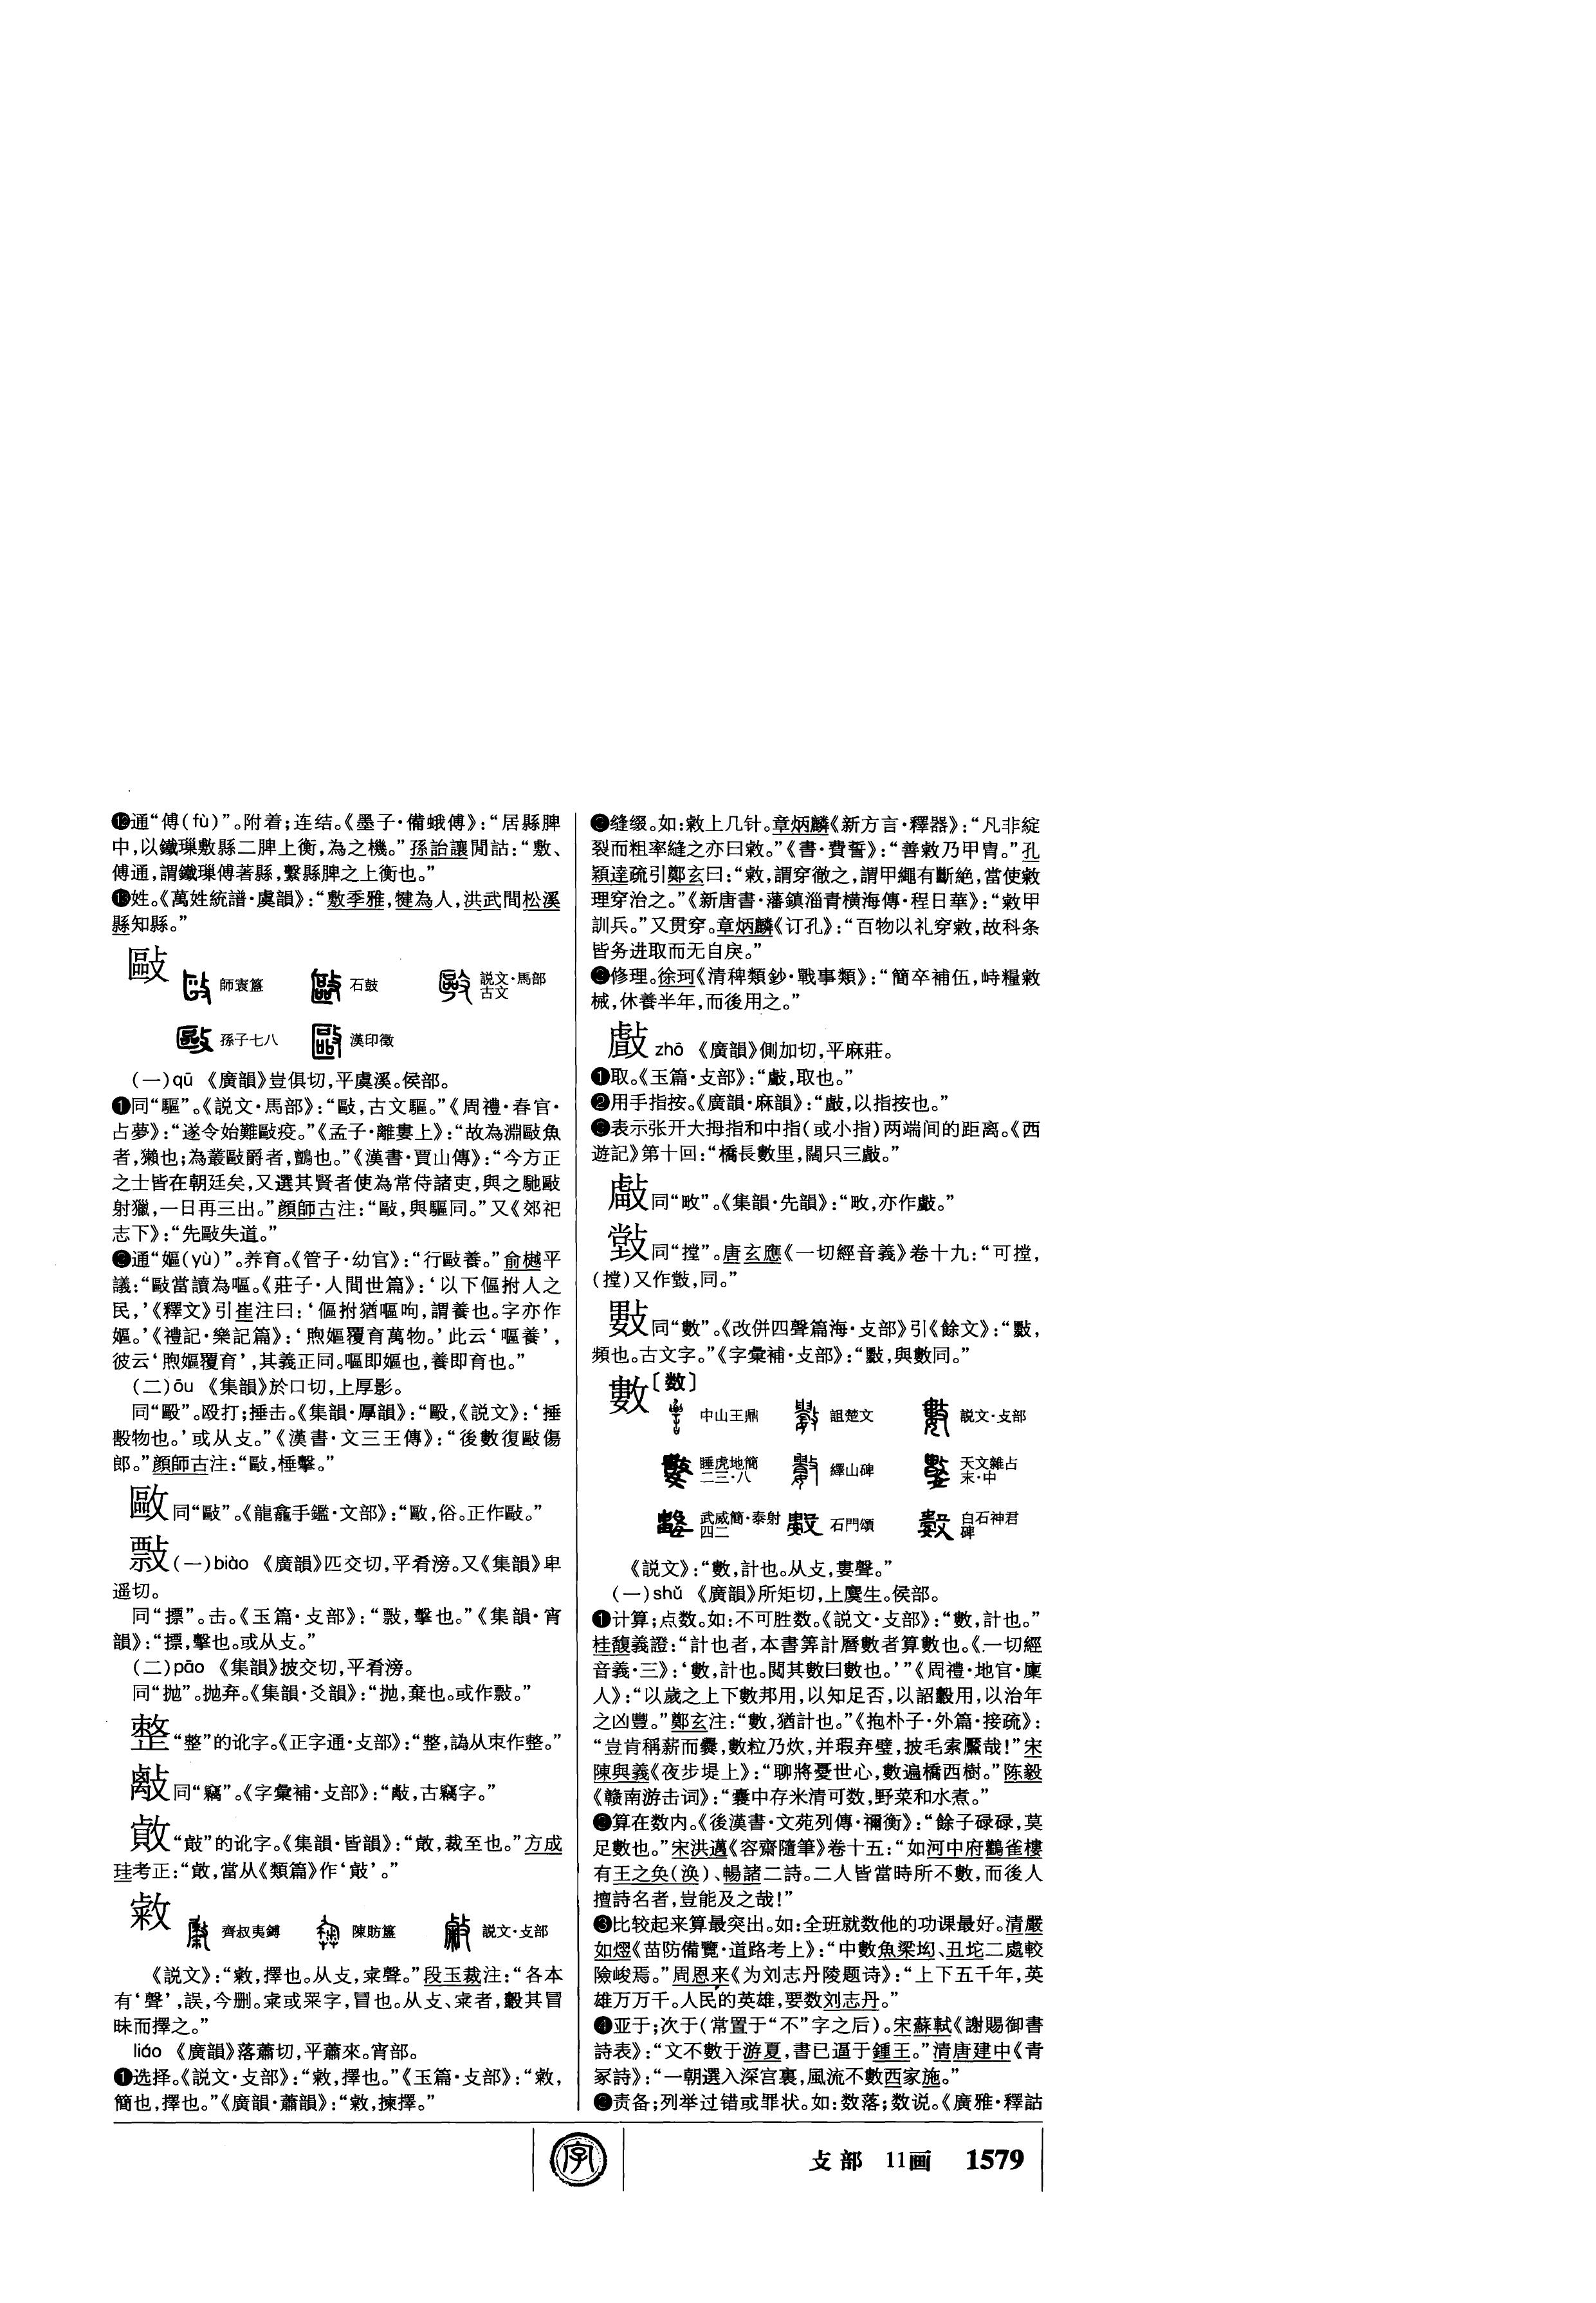 ⓬通“傅(fù)”。附着;连结。《墨子·備蛾傅》:“居縣脾
中,以鐵璅敷縣二脾上衡,為之機。”孫詒讓閒詁:“敷、
傅通,謂鐵璅傅著縣,繫縣脾之上衡也。”
⓭姓。《萬姓統譜·虞韻》:“敷季雅,犍為人,洪武間松溪
縣知縣。”
敺
師寰簋 石鼓 説文·馬部古文
孫子七八 漢印徵
(一)qū 《廣韻》豈俱切,平虞溪。侯部。
❶同“驅”。《説文·馬部》:“敺,古文驅。”《周禮·春官·
占夢》:“遂令始難敺疫。”《孟子·離婁上》:“故為淵敺魚
者,獺也;為叢敺爵者,鸇也。”《漢書·賈山傳》:“今方正
之士皆在朝廷矣,又選其賢者使為常侍諸吏,與之馳敺
射獵,一日再三出。”顔師古注:“敺,與驅同。”又《郊祀
志下》:“先敺失道。”
❷通“嫗(yù)”。养育。《管子·幼官》:“行敺養。”俞樾平
議:“敺當讀為嘔。《莊子·人間世篇》:‘以下傴拊人之
民,’《釋文》引崔注曰:‘傴拊猶嘔呴,謂養也。字亦作
嫗。’《禮記·樂記篇》:‘煦嫗覆育萬物。’此云‘嘔養’,
彼云‘煦嫗覆育’,其義正同。嘔即嫗也,養即育也。”
(二)ōu 《集韻》於口切,上厚影。
同“毆”。殴打;捶击。《集韻·厚韻》:“毆,《説文》:‘捶
毄物也。’或从攴。”《漢書·文三王傳》:“後數復敺傷
郎。”顔師古注:“敺,棰擊。”
同“敺”。《龍龕手鑑·文部》:“,俗。正作敺。”
敹(一)biào 《廣韻》匹交切,平肴滂。又《集韻》卑
遥切。
同“摽”。击。《玉篇·攴部》:“,擊也。”《集韻·宵
韻》:“摽,擊也。或从攴。”
(二)pāo 《集韻》披交切,平肴滂。
同“抛”。抛弃。《集韻·爻韻》:“抛,棄也。或作。”
“整”的讹字。《正字通·攴部》:“,譌从朿作整。”
同“竊”。《字彙補·攴部》:“,古竊字。”
”的讹字。《集韻·皆韻》:“,裁至也。”方成
珪考正:“,當从《類篇》作‘’。”
敹
齊叔夷鎛 陳肪簋 説文·攴部
《説文》:“敹,擇也。从攴,㝥聲。”段玉裁注:“各本
有‘聲’,誤,今删。㝥或罙字,冒也。从攴、㝥者,毄其冒
昧而擇之。”
liáo 《廣韻》落蕭切,平蕭來。宵部。
❶选择。《説文·攴部》:“敹,擇也。”《玉篇·攴部》:“敹,
簡也,擇也。”《廣韻·蕭韻》:“敹,揀擇。”
❷缝缀。如:敹上几针。章炳麟《新方言·釋器》:“凡非綻
裂而粗率縫之亦曰敹。”《書·費誓》:“善敹乃甲胄。”孔
穎達疏引鄭玄曰:“敹,謂穿徹之,謂甲繩有斷絶,當使敹
理穿治之。”《新唐書·藩鎮淄青横海傳·程日華》:“敹甲
訓兵。”又贯穿。章炳麟《订孔》:“百物以礼穿敹,故科条
皆务进取而无自戾。”
❸修理。徐珂《清稗類鈔·戰事類》:“簡卒補伍,峙糧敹
械,休養半年,而後用之。”
㪥 zhā 《廣韻》側加切,平麻莊。
❶取。《玉篇·攴部》:“㪥,取也。”
❷用手指按。《廣韻·麻韻》:“㪥,以指按也。”
❸表示张开大拇指和中指(或小指)两端间的距离。《西
遊記》第十回:“橋長數里,闊只三㪥。”
同“畋”。《集韻·先韻》:“畋,亦作。”
同“摚”。唐玄應《一切經音義》卷十九:“可摚,
(摚)又作,同。”
同“數”。《改併四聲篇海·攴部》引《餘文》:“,
頻也。古文字。”《字彙補·攴部》:“,與數同。”
數〔数〕
中山王鼎 詛楚文 説文·攴部
睡虎地簡二三·八 繹山碑 天文雜占末·中
武威簡·泰射四二 石門頌 白石神君碑
《説文》:“數,計也。从攴,婁聲。”
(一)shǔ 《廣韻》所矩切,上麌生。侯部。
❶计算;点数。如:不可胜数。《説文·攴部》:“數,計也。”
桂馥義證:“計也者,本書筭計曆數者算數也。《一切經
音義·三》:‘數,計也。閲其數曰數也。’”《周禮·地官·廩
人》:“以歲之上下數邦用,以知足否,以詔穀用,以治年
之凶豐。”鄭玄注:“數,猶計也。”《抱朴子·外篇·接疏》:
“豈肯稱薪而爨,數粒乃炊,并瑕弃璧,披毛索黶哉!”宋
陳與義《夜步堤上》:“聊將憂世心,數遍橋西樹。”陈毅
《赣南游击词》:“囊中存米清可数,野菜和水煮。”
❷算在数内。《後漢書·文苑列傳·禰衡》:“餘子碌碌,莫
足數也。”宋洪邁《容齋隨筆》卷十五:“如河中府鸛雀樓
有王之奂(涣)、暢諸二詩。二人皆當時所不數,而後人
擅詩名者,豈能及之哉!”
❸比较起来算最突出。如:全班就数他的功课最好。清嚴
如熤《苗防備覽·道路考上》:“中數魚梁坳、丑坨二處較
險峻焉。”周恩来《为刘志丹陵题诗》:“上下五千年,英
雄万万千。人民的英雄,要数刘志丹。”
❹亚于;次于(常置于“不”字之后)。宋蘇軾《謝賜御書
詩表》:“文不數于游夏,書已逼于鍾王。”清唐建中《青
冢詩》:“一朝選入深宫裏,風流不數西家施。”
❺责备;列举过错或罪状。如:数落;数说。《廣雅·釋詁
字
攴部 11画 1579